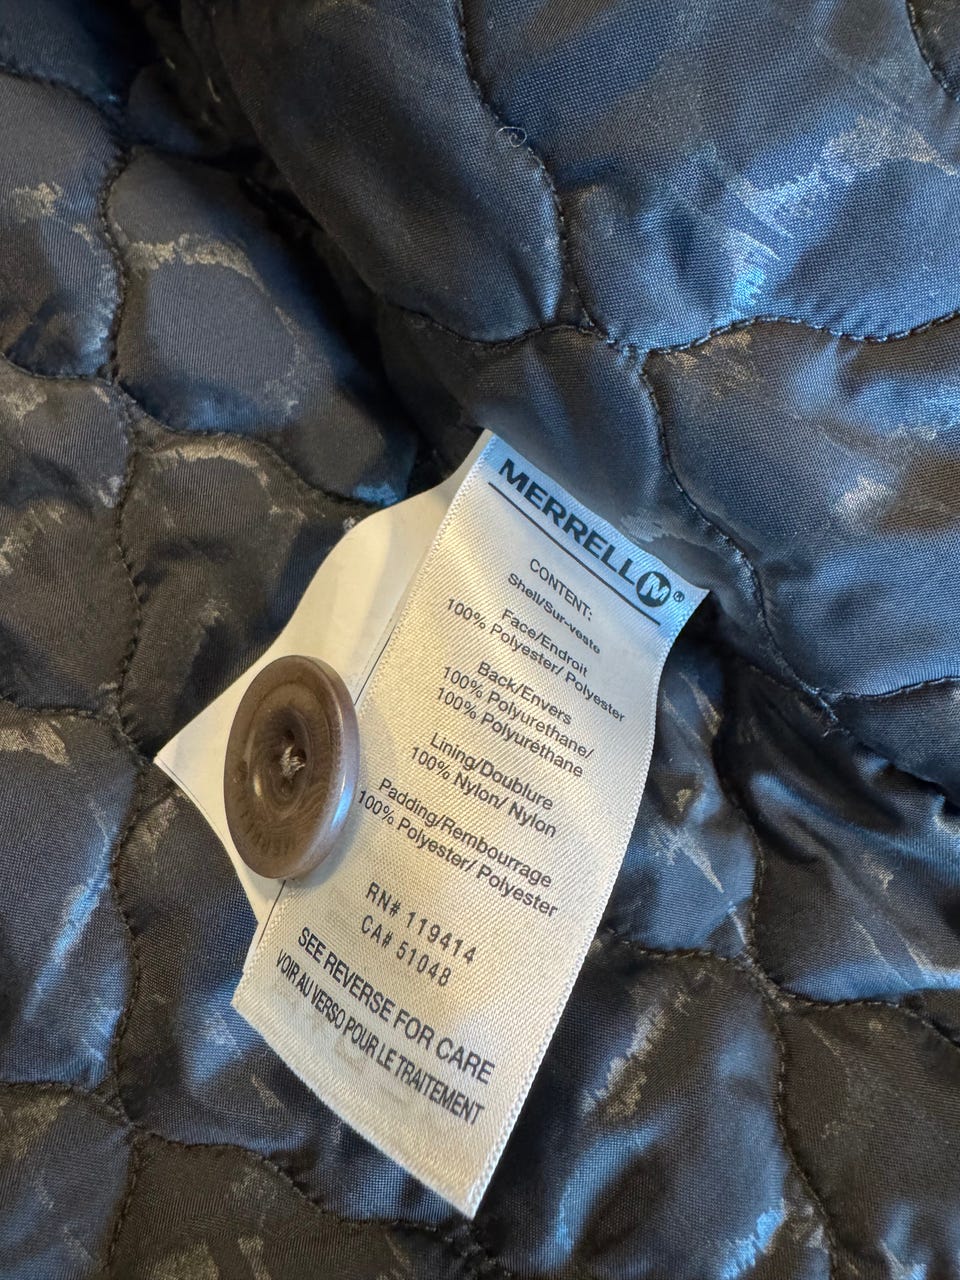 MERRELL M®
CONTENT:
Shell/Sur-veste
Face/Endroit
100% Polyester/ Polyester
Back/Envers
100% Polyurethane/
100% Polyuréthane
Lining/Doublure
100% Nylon/ Nylon
Padding/Rembourrage
100% Polyester/ Polyester
RN# 119414
CA# 51048
SEE REVERSE FOR CARE
VOIR AU VERSO POUR LE TRAITEMENT